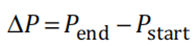 ΔP = P_end − P_start